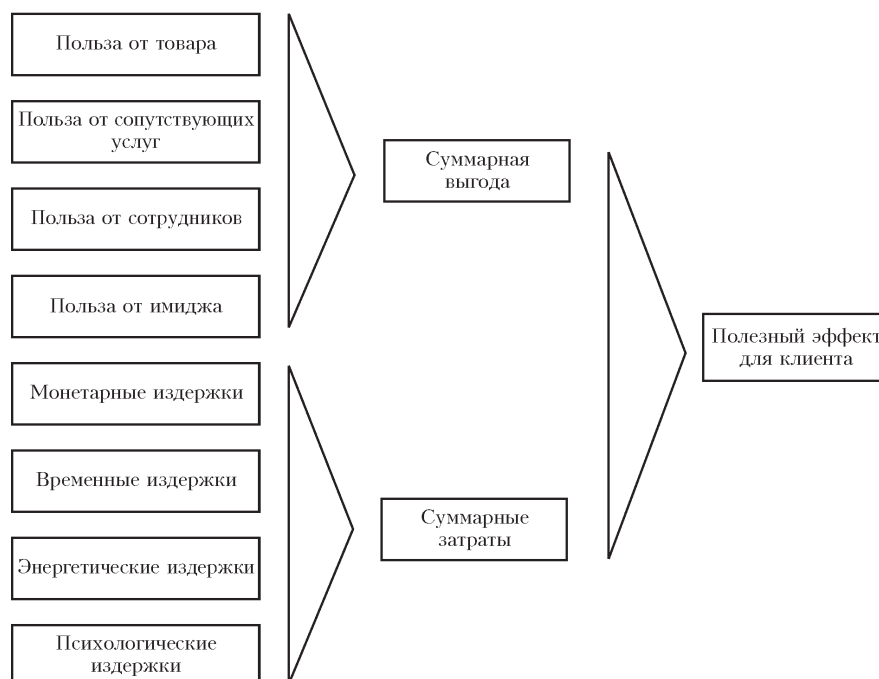 Польза от товара
Польза от сопутствующих
услуг
Польза от сотрудников
Польза от имиджа
Монетарные издержки
Временные издержки
Энергетические издержки
Психологические
издержки
Суммарная
выгода
Суммарные
затраты
Полезный эффект
для клиента